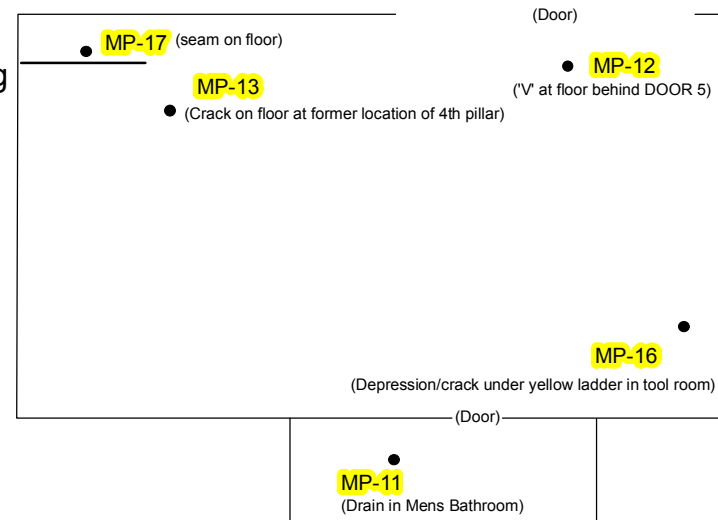 (Door)
MP-17 (seam on floor)
g
MP-12
('V' at floor behind DOOR 5)
MP-13
(Crack on floor at former location of 4th pillar)
MP-16
(Depression/crack under yellow ladder in tool room)
(Door)
MP-11
(Drain in Mens Bathroom)